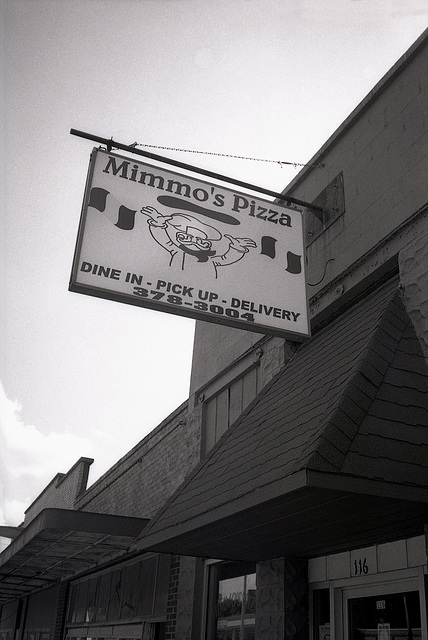 Mimmo's Pizza
DINE IN - PICK UP - DELIVERY
378-3004
116